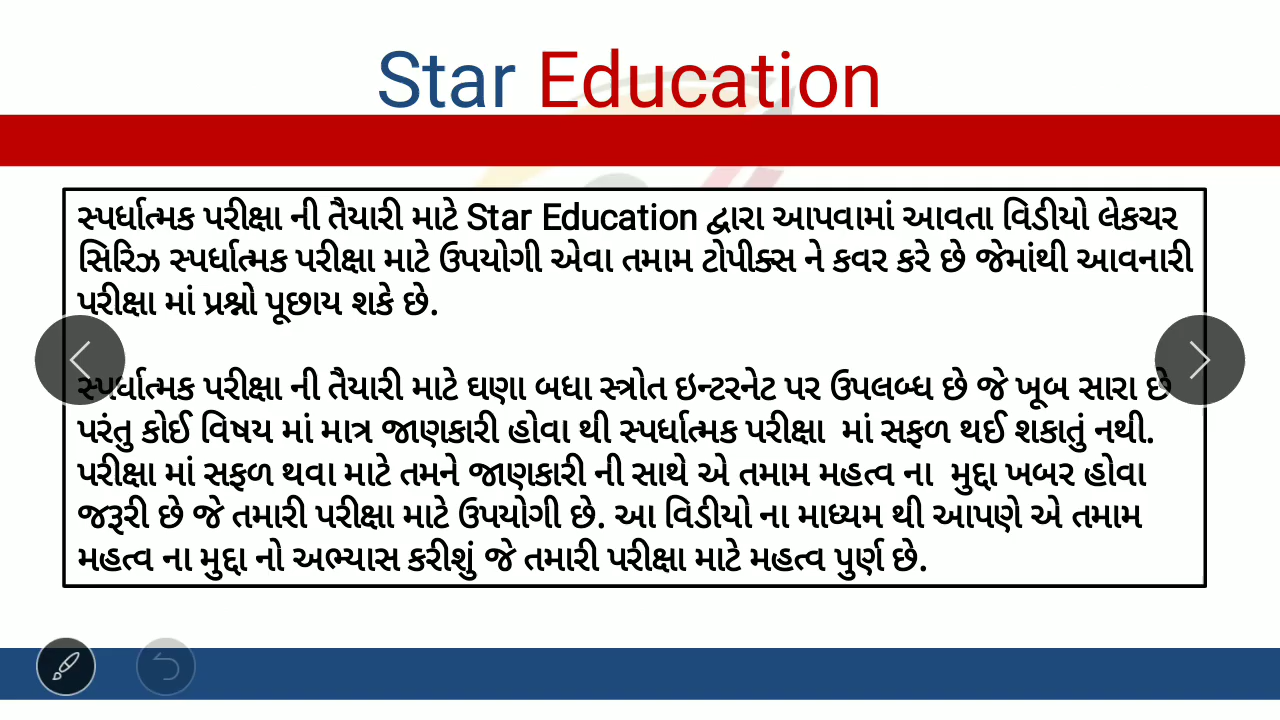 Star Education
સ્પર્ધાત્મક પરીક્ષા ની તૈયારી માટે Star Education દ્વારા આપવામાં આવતા વિડીયો લેકચર
સિરિઝ સ્પર્ધાત્મક પરીક્ષા માટે ઉપયોગી એવા તમામ ટોપીક્સ ને કવર કરે છે જેમાંથી આવનારી
પરીક્ષા માં પ્રશ્નો પૂછાય શકે છે.
સ્પર્ધાત્મક પરીક્ષા ની તૈયારી માટે ઘણા બધા સ્ત્રોત ઇન્ટરનેટ પર ઉપલબ્ધ છે જે ખૂબ સારા છે
પરંતુ કોઈ વિષય માં માત્ર જાણકારી હોવા થી સ્પર્ધાત્મક પરીક્ષા માં સફળ થઈ શકાતું નથી.
પરીક્ષા માં સફળ થવા માટે તમને જાણકારી ની સાથે એ તમામ મહત્વ ના મુદ્દા ખબર હોવા
જરૂરી છે જે તમારી પરીક્ષા માટે ઉપયોગી છે. આ વિડીયો ના માધ્યમ થી આપણે એ તમામ
મહત્વ ના મુદ્દા નો અભ્યાસ કરીશું જે તમારી પરીક્ષા માટે મહત્વ પુર્ણ છે.